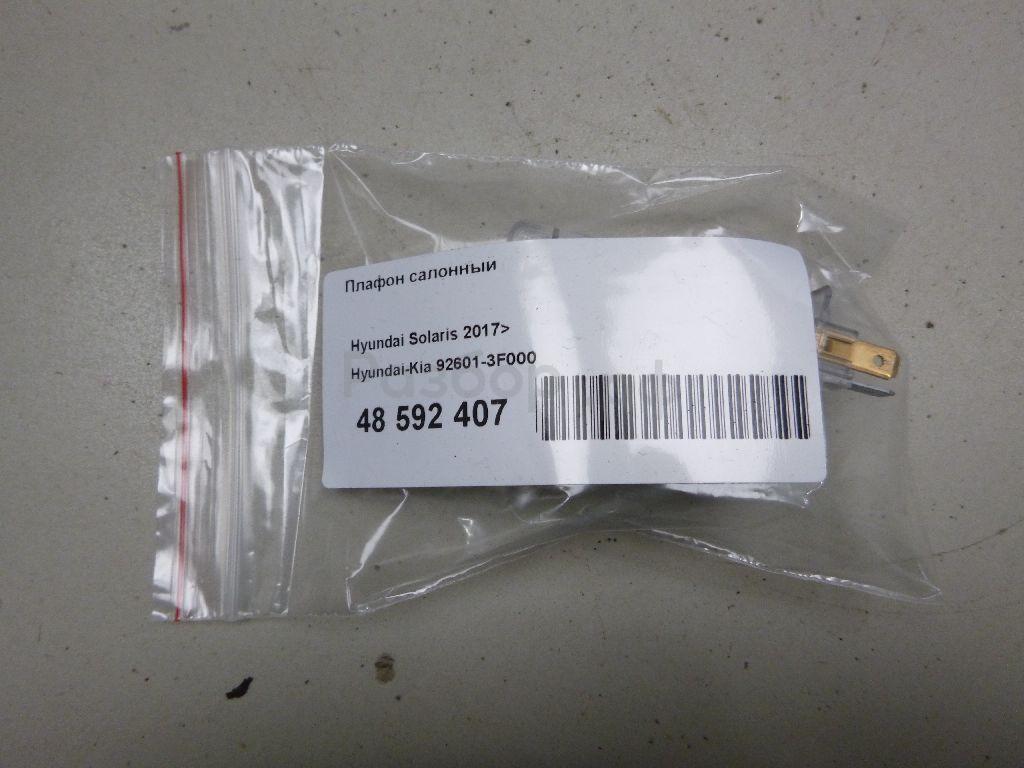 Плафон салонный
Hyundai Solaris 2017>
Hyundai-Kia 92601-3F000
48 592 407